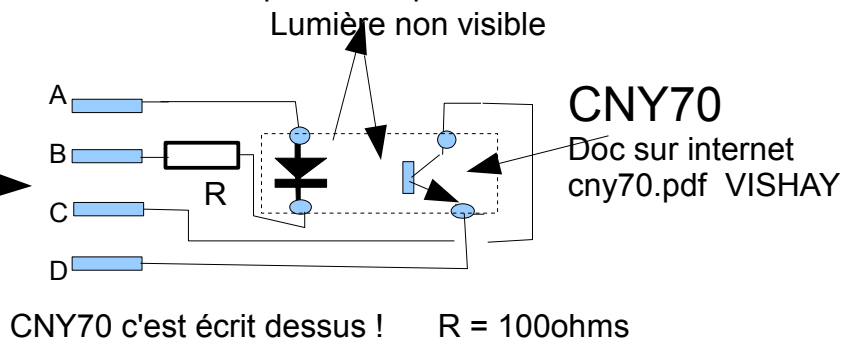 Lumière non visible
A
B
C
D
R
CNY70
Doc sur internet
cny70.pdf VISHAY
CNY70 c'est écrit dessus ! R = 100ohms